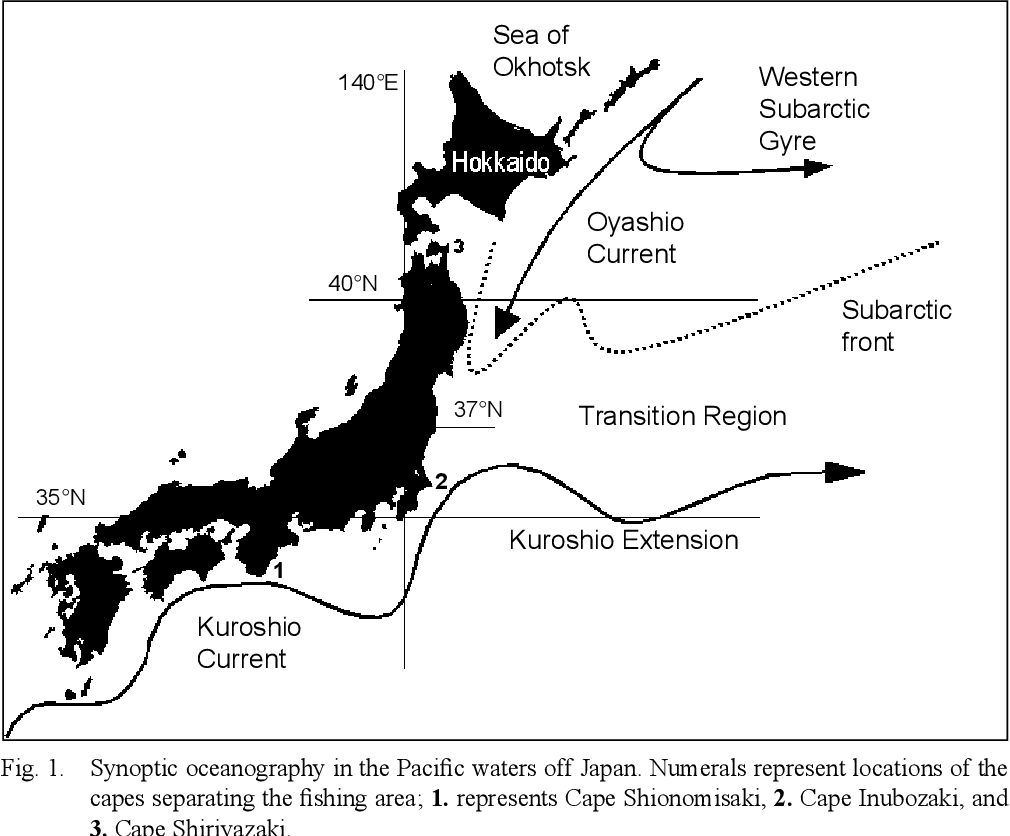 Sea of
Okhotsk
140°E
Western
Subarctic
Gyre
Hokkaido
Oyashio
Current
3
40°N
Subarctic
front
37°N
Transition Region
2
35°N
Kuroshio Extension
1
Kuroshio
Current
Fig. 1. Synoptic oceanography in the Pacific waters off Japan. Numerals represent locations of the
capes separating the fishing area; 1. represents Cape Shionomisaki, 2. Cape Inubozaki, and
3. Cape Shiriyazaki.